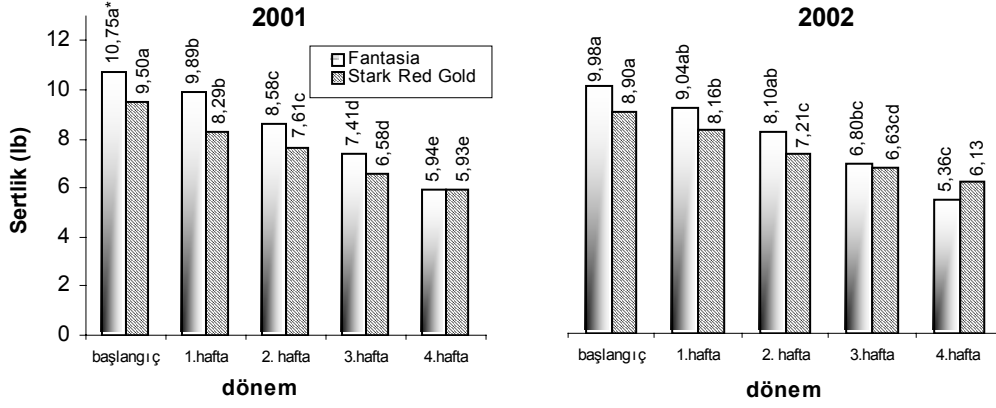 2001
2002
Sertlik (lb)
12
10
8
6
4
2
0
Fantasia
Stark Red Gold
10,75a*
9,50a
9,89b
8,29b
8,58c
7,61c
7,41d
6,58d
5,94e
5,93e
başlangıç
1.hafta
2. hafta
3.hafta
4.hafta
dönem
9,98a
8,90a
9,04ab
8,16b
8,10ab
7,21c
6,80bc
6,63cd
5,36c
6,13
başlangıç
1.hafta
2. hafta
3.hafta
4.hafta
dönem